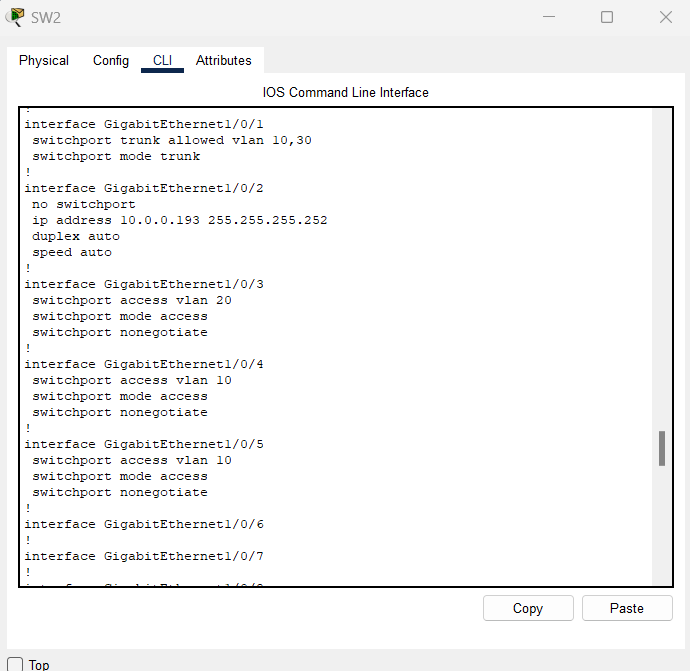 SW2
Physical Config CLI Attributes
IOS Command Line Interface
!
interface GigabitEthernet1/0/1
switchport trunk allowed vlan 10,30
switchport mode trunk
!
interface GigabitEthernet1/0/2
no switchport
ip address 10.0.0.193 255.255.255.252
duplex auto
speed auto
!
interface GigabitEthernet1/0/3
switchport access vlan 20
switchport mode access
switchport nonegotiate
!
interface GigabitEthernet1/0/4
switchport access vlan 10
switchport mode access
switchport nonegotiate
!
interface GigabitEthernet1/0/5
switchport access vlan 10
switchport mode access
switchport nonegotiate
!
interface GigabitEthernet1/0/6
!
interface GigabitEthernet1/0/7
!
Copy Paste
Top